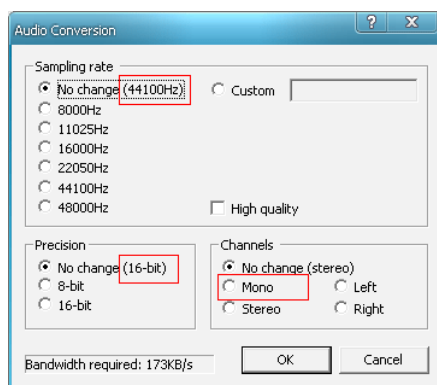 Audio Conversion
Sampling rate
No change (44100Hz)
Custom
8000Hz
11025Hz
16000Hz
22050Hz
44100Hz
48000Hz
High quality
Precision
No change (16-bit)
8-bit
16-bit
Channels
No change (stereo)
Mono
Left
Stereo
Right
Bandwidth required: 173KB/s
OK
Cancel